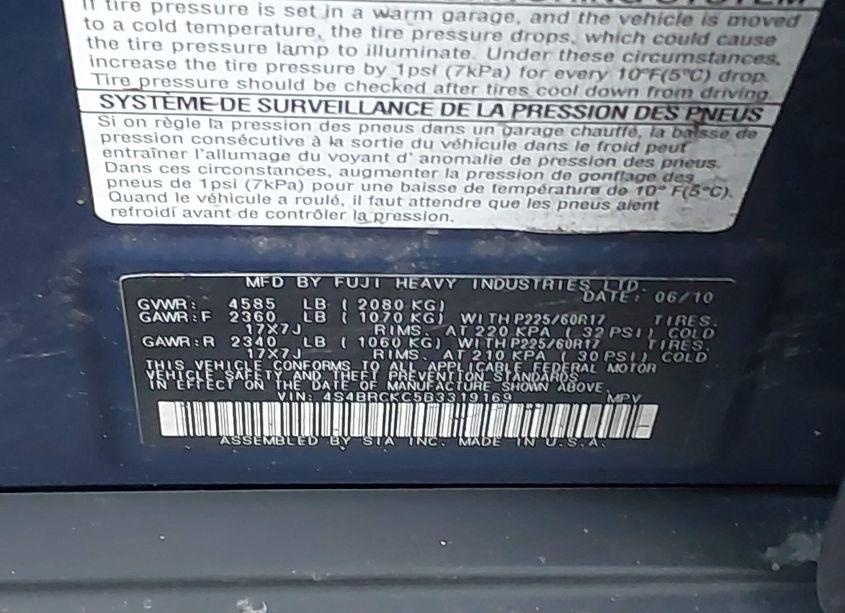 If tire pressure is set in a warm garage, and the vehicle is moved
to a cold temperature, the tire pressure drops, which could cause
the tire pressure lamp to illuminate. Under these circumstances,
increase the tire pressure by 1psi (7kPa) for every 10°F(5°C) drop.
Tire pressure should be checked after tires cool down from driving.
SYSTÈME DE SURVEILLANCE DE LA PRESSION DES PNEUS
Si on règle la pression des pneus dans un garage chauffé, la baisse de
pression consécutive à la sortie du véhicule dans le froid peut
entraîner l'allumage du voyant d' anomalie de pression des pneus.
Dans ces circonstances, augmenter la pression de gonflage des
pneus de 1psi (7kPa) pour une baisse de température de 10° F(5°C).
Quand le véhicule a roulé, il faut attendre que les pneus aient
refroidi avant de contrôler la pression.
MFD BY FUJI HEAVY INDUSTRIES LTD.
DATE: 06/10
GVWR: 4585 LB ( 2080 KG)
GAWR:F 2360 LB ( 1070 KG) WITH P225/60R17 TIRES.
17X7J RIMS. AT 220 KPA ( 32 PSI) COLD
GAWR:R 2340 LB ( 1060 KG) WITH P225/60R17 TIRES.
17X7J RIMS. AT 210 KPA ( 30 PSI) COLD
THIS VEHICLE CONFORMS TO ALL APPLICABLE FEDERAL MOTOR
VEHICLE SAFETY AND THEFT PREVENTION STANDARDS
IN EFFECT ON THE DATE OF MANUFACTURE SHOWN ABOVE.
VIN: 4S4BRCKC5B3319169 MPV
ASSEMBLED BY SIA INC. MADE IN U.S.A.